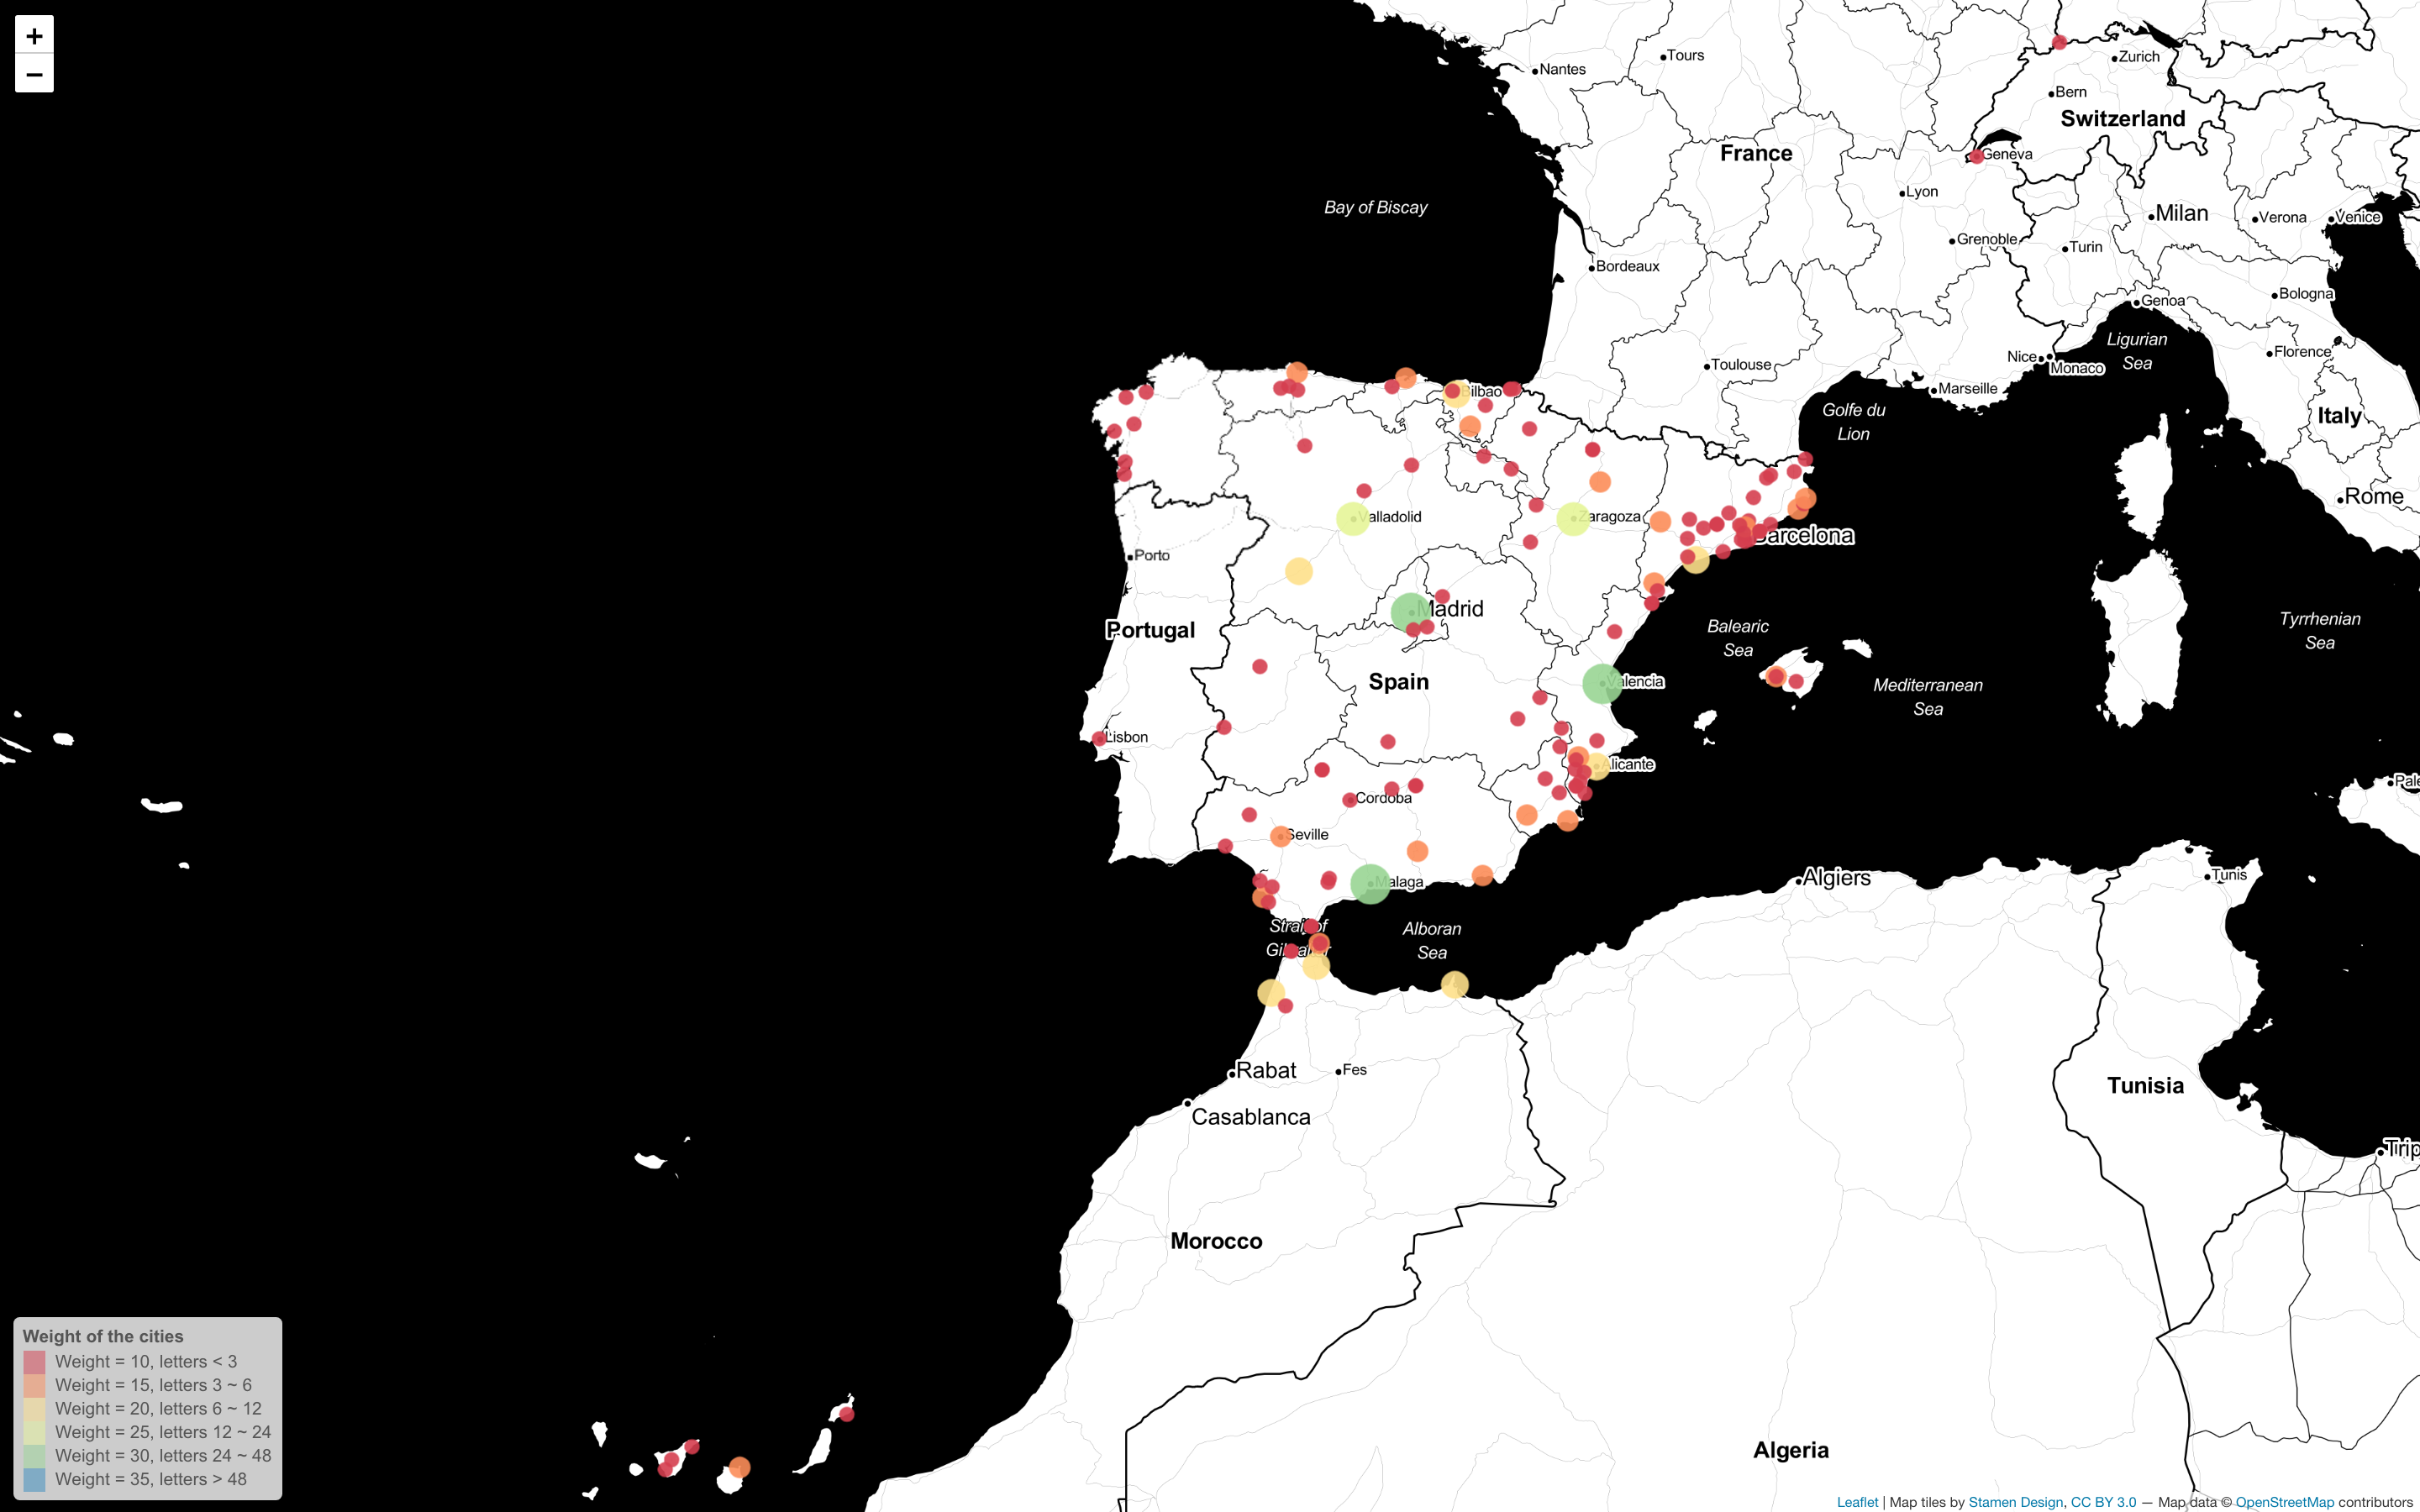 +
−
Nantes
Tours
Zurich
Bern
Switzerland
France
Geneva
Lyon
Bay of Biscay
Milan
Verona
Venice
Grenoble
Turin
Bordeaux
Bologna
Genoa
Ligurian
Sea
Florence
Nice
Monaco
Toulouse
Marseille
Bilbao
Golfe du
Lion
Italy
Rome
Valladolid
Zaragoza
Barcelona
Porto
Madrid
Portugal
Balearic
Sea
Tyrrhenian
Sea
Spain
Valencia
Mediterranean
Sea
Lisbon
Alicante
Cordoba
Seville
Malaga
Algiers
Tunis
Strait of
Gibraltar
Alboran
Sea
Rabat
Fes
Casablanca
Tunisia
Morocco
Algeria
Weight of the cities
Weight = 10, letters < 3
Weight = 15, letters 3 ~ 6
Weight = 20, letters 6 ~ 12
Weight = 25, letters 12 ~ 24
Weight = 30, letters 24 ~ 48
Weight = 35, letters > 48
Leaflet | Map tiles by Stamen Design, CC BY 3.0 — Map data © OpenStreetMap contributors